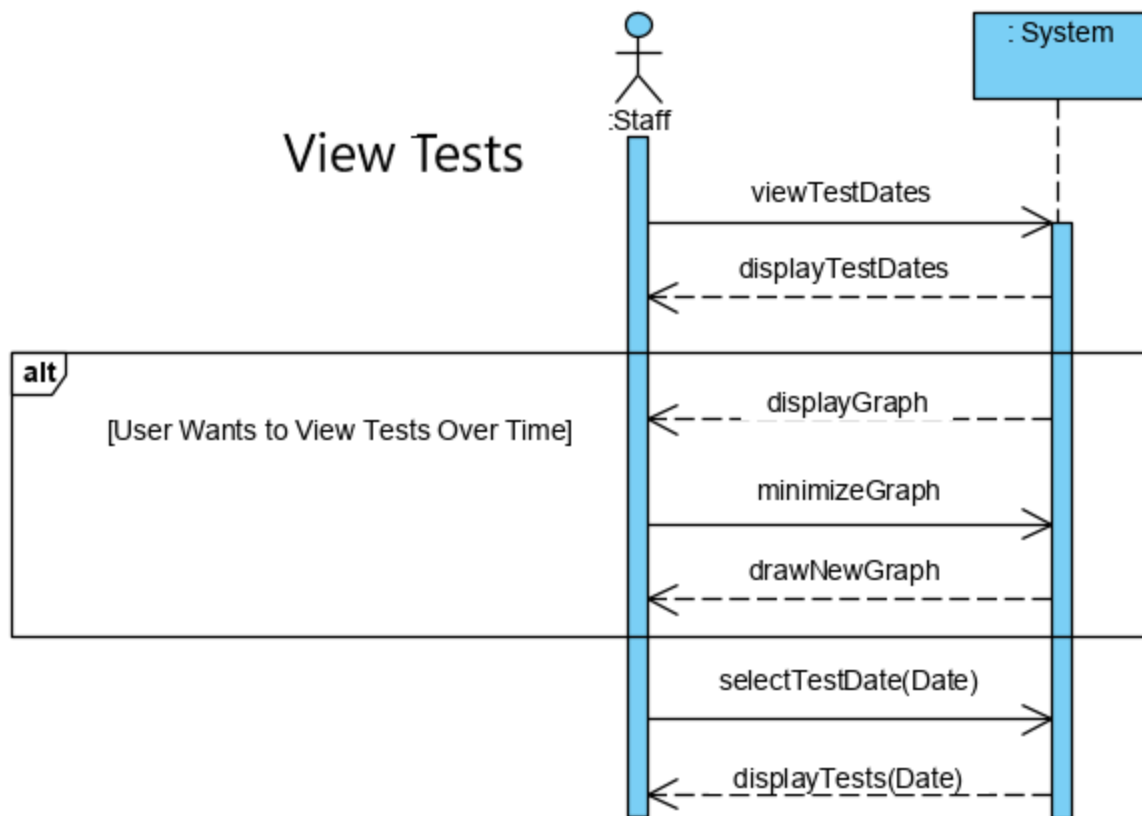 : System
:Staff
View Tests
viewTestDates
displayTestDates
alt
displayGraph
[User Wants to View Tests Over Time]
minimizeGraph
drawNewGraph
selectTestDate(Date)
displayTests(Date)